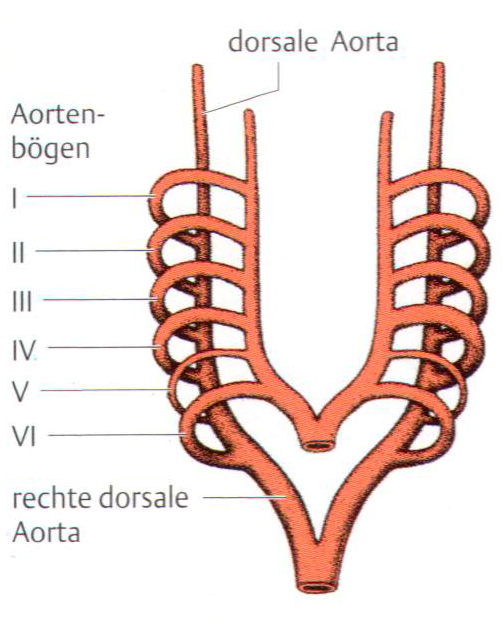 dorsale Aorta
Aorten-
bögen
I
II
III
IV
V
VI
rechte dorsale
Aorta